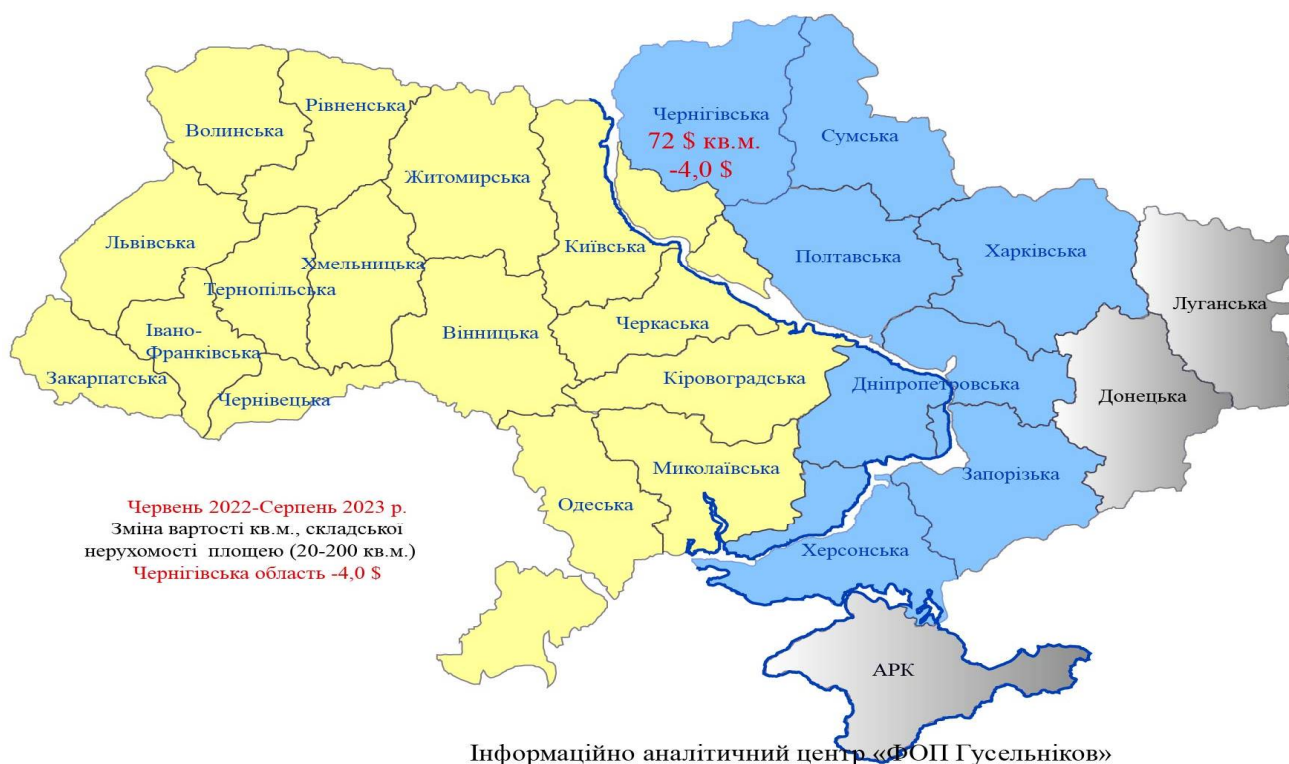 Чернігівська
72 $ кв.м.
-4,0 $
Сумська
Рівненська
Волинська
Житомирська
Львівська
Київська
Полтавська
Харківська
Хмельницька
Тернопільська
Луганська
Івано-
Франківська
Вінницька
Черкаська
Закарпатська
Чернівецька
Кіровоградська
Дніпропетровська
Донецька
Миколаївська
Запорізька
Одеська
Херсонська
Червень 2022-Серпень 2023 р.
Зміна вартості кв.м., складської
нерухомості площею (20-200 кв.м.)
Чернігівська область -4,0 $
АРК
Інформаційно аналітичний центр «ФОП Гусельніков»